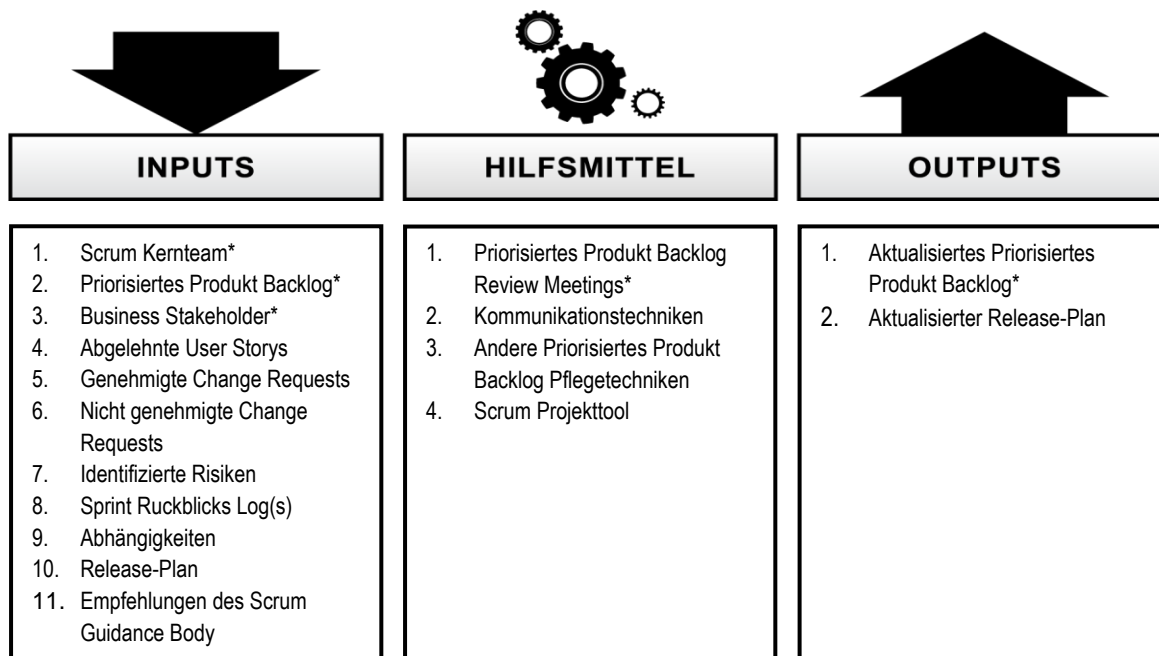 INPUTS
1. Scrum Kernteam*
2. Priorisiertes Produkt Backlog*
3. Business Stakeholder*
4. Abgelehnte User Storys
5. Genehmigte Change Requests
6. Nicht genehmigte Change
Requests
7. Identifizierte Risiken
8. Sprint Ruckblicks Log(s)
9. Abhängigkeiten
10. Release-Plan
11. Empfehlungen des Scrum
Guidance Body
HILFSMITTEL
1. Priorisiertes Produkt Backlog
Review Meetings*
2. Kommunikationstechniken
3. Andere Priorisiertes Produkt
Backlog Pflegetechniken
4. Scrum Projekttool
OUTPUTS
1. Aktualisiertes Priorisiertes
Produkt Backlog*
2. Aktualisierter Release-Plan